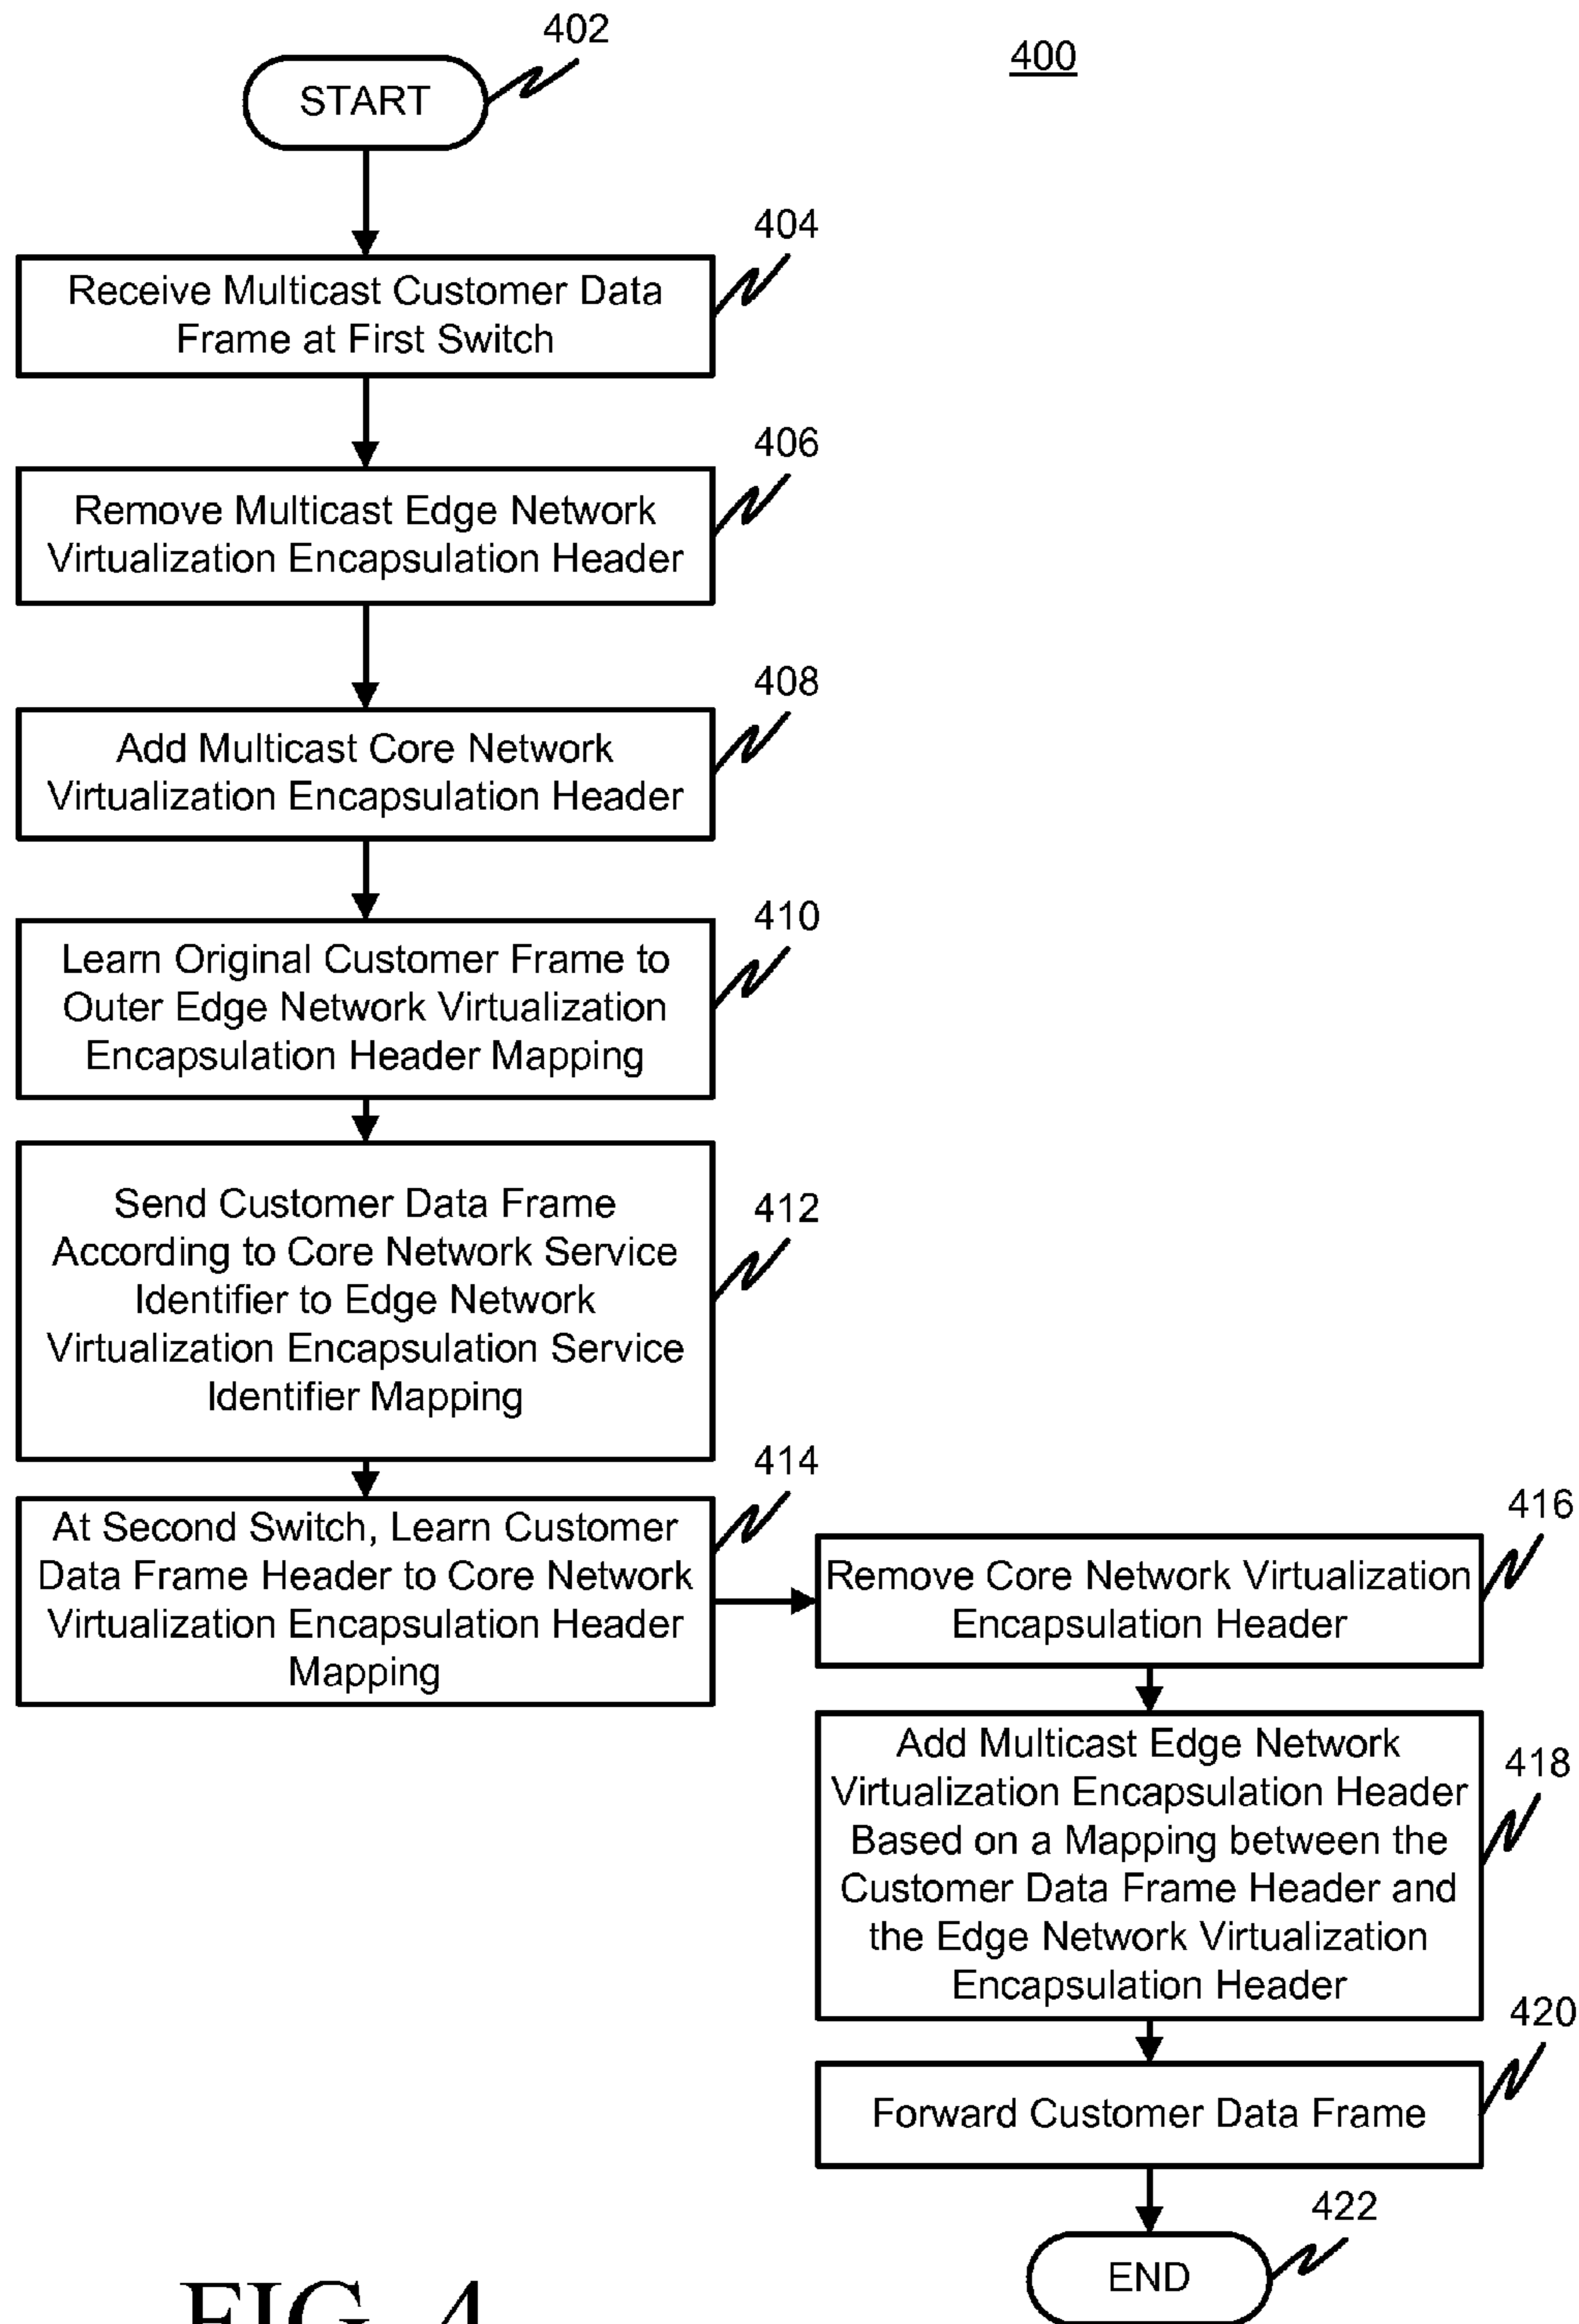 402
400
START
404
Receive Multicast Customer Data
Frame at First Switch
406
Remove Multicast Edge Network
Virtualization Encapsulation Header
408
Add Multicast Core Network
Virtualization Encapsulation Header
410
Learn Original Customer Frame to
Outer Edge Network Virtualization
Encapsulation Header Mapping
412
Send Customer Data Frame
According to Core Network Service
Identifier to Edge Network
Virtualization Encapsulation Service
Identifier Mapping
414
At Second Switch, Learn Customer
Data Frame Header to Core Network
Virtualization Encapsulation Header
Mapping
416
Remove Core Network Virtualization
Encapsulation Header
418
Add Multicast Edge Network
Virtualization Encapsulation Header
Based on a Mapping between the
Customer Data Frame Header and
the Edge Network Virtualization
Encapsulation Header
420
Forward Customer Data Frame
422
END
FIG. 4